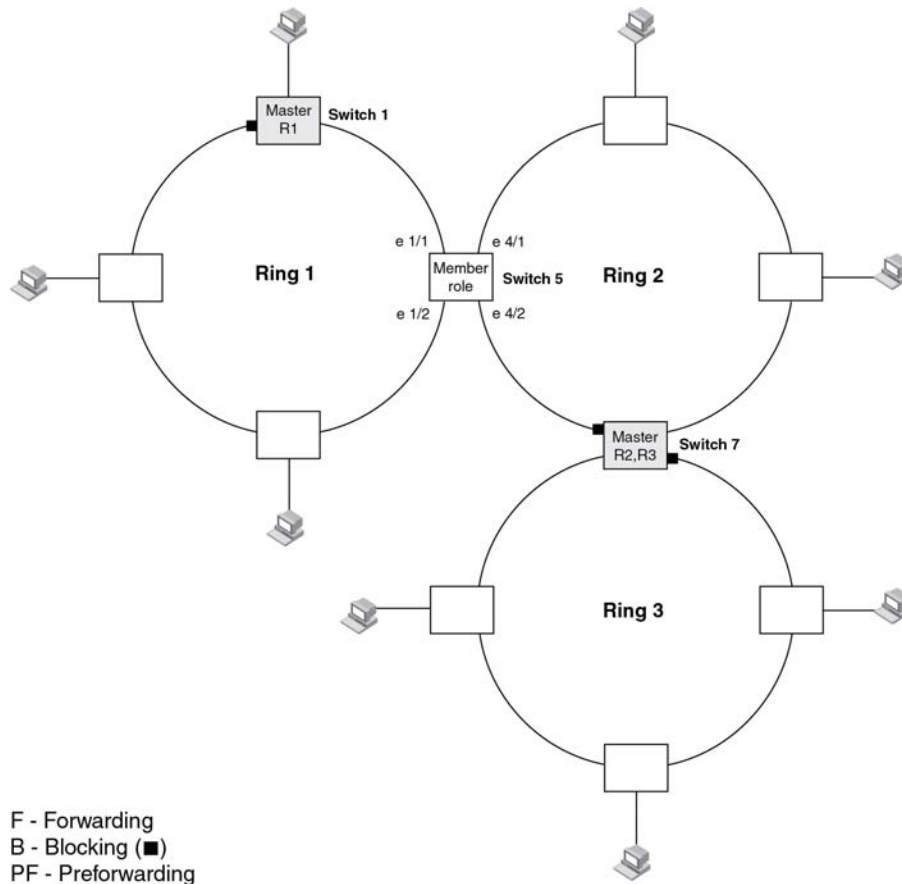 Master
R1
Switch 1
e 1/1
e 4/1
Ring 1
Member
role
Switch 5
Ring 2
e 1/2
e 4/2
Master
R2,R3
Switch 7
Ring 3
F - Forwarding
B - Blocking (■)
PF - Preforwarding